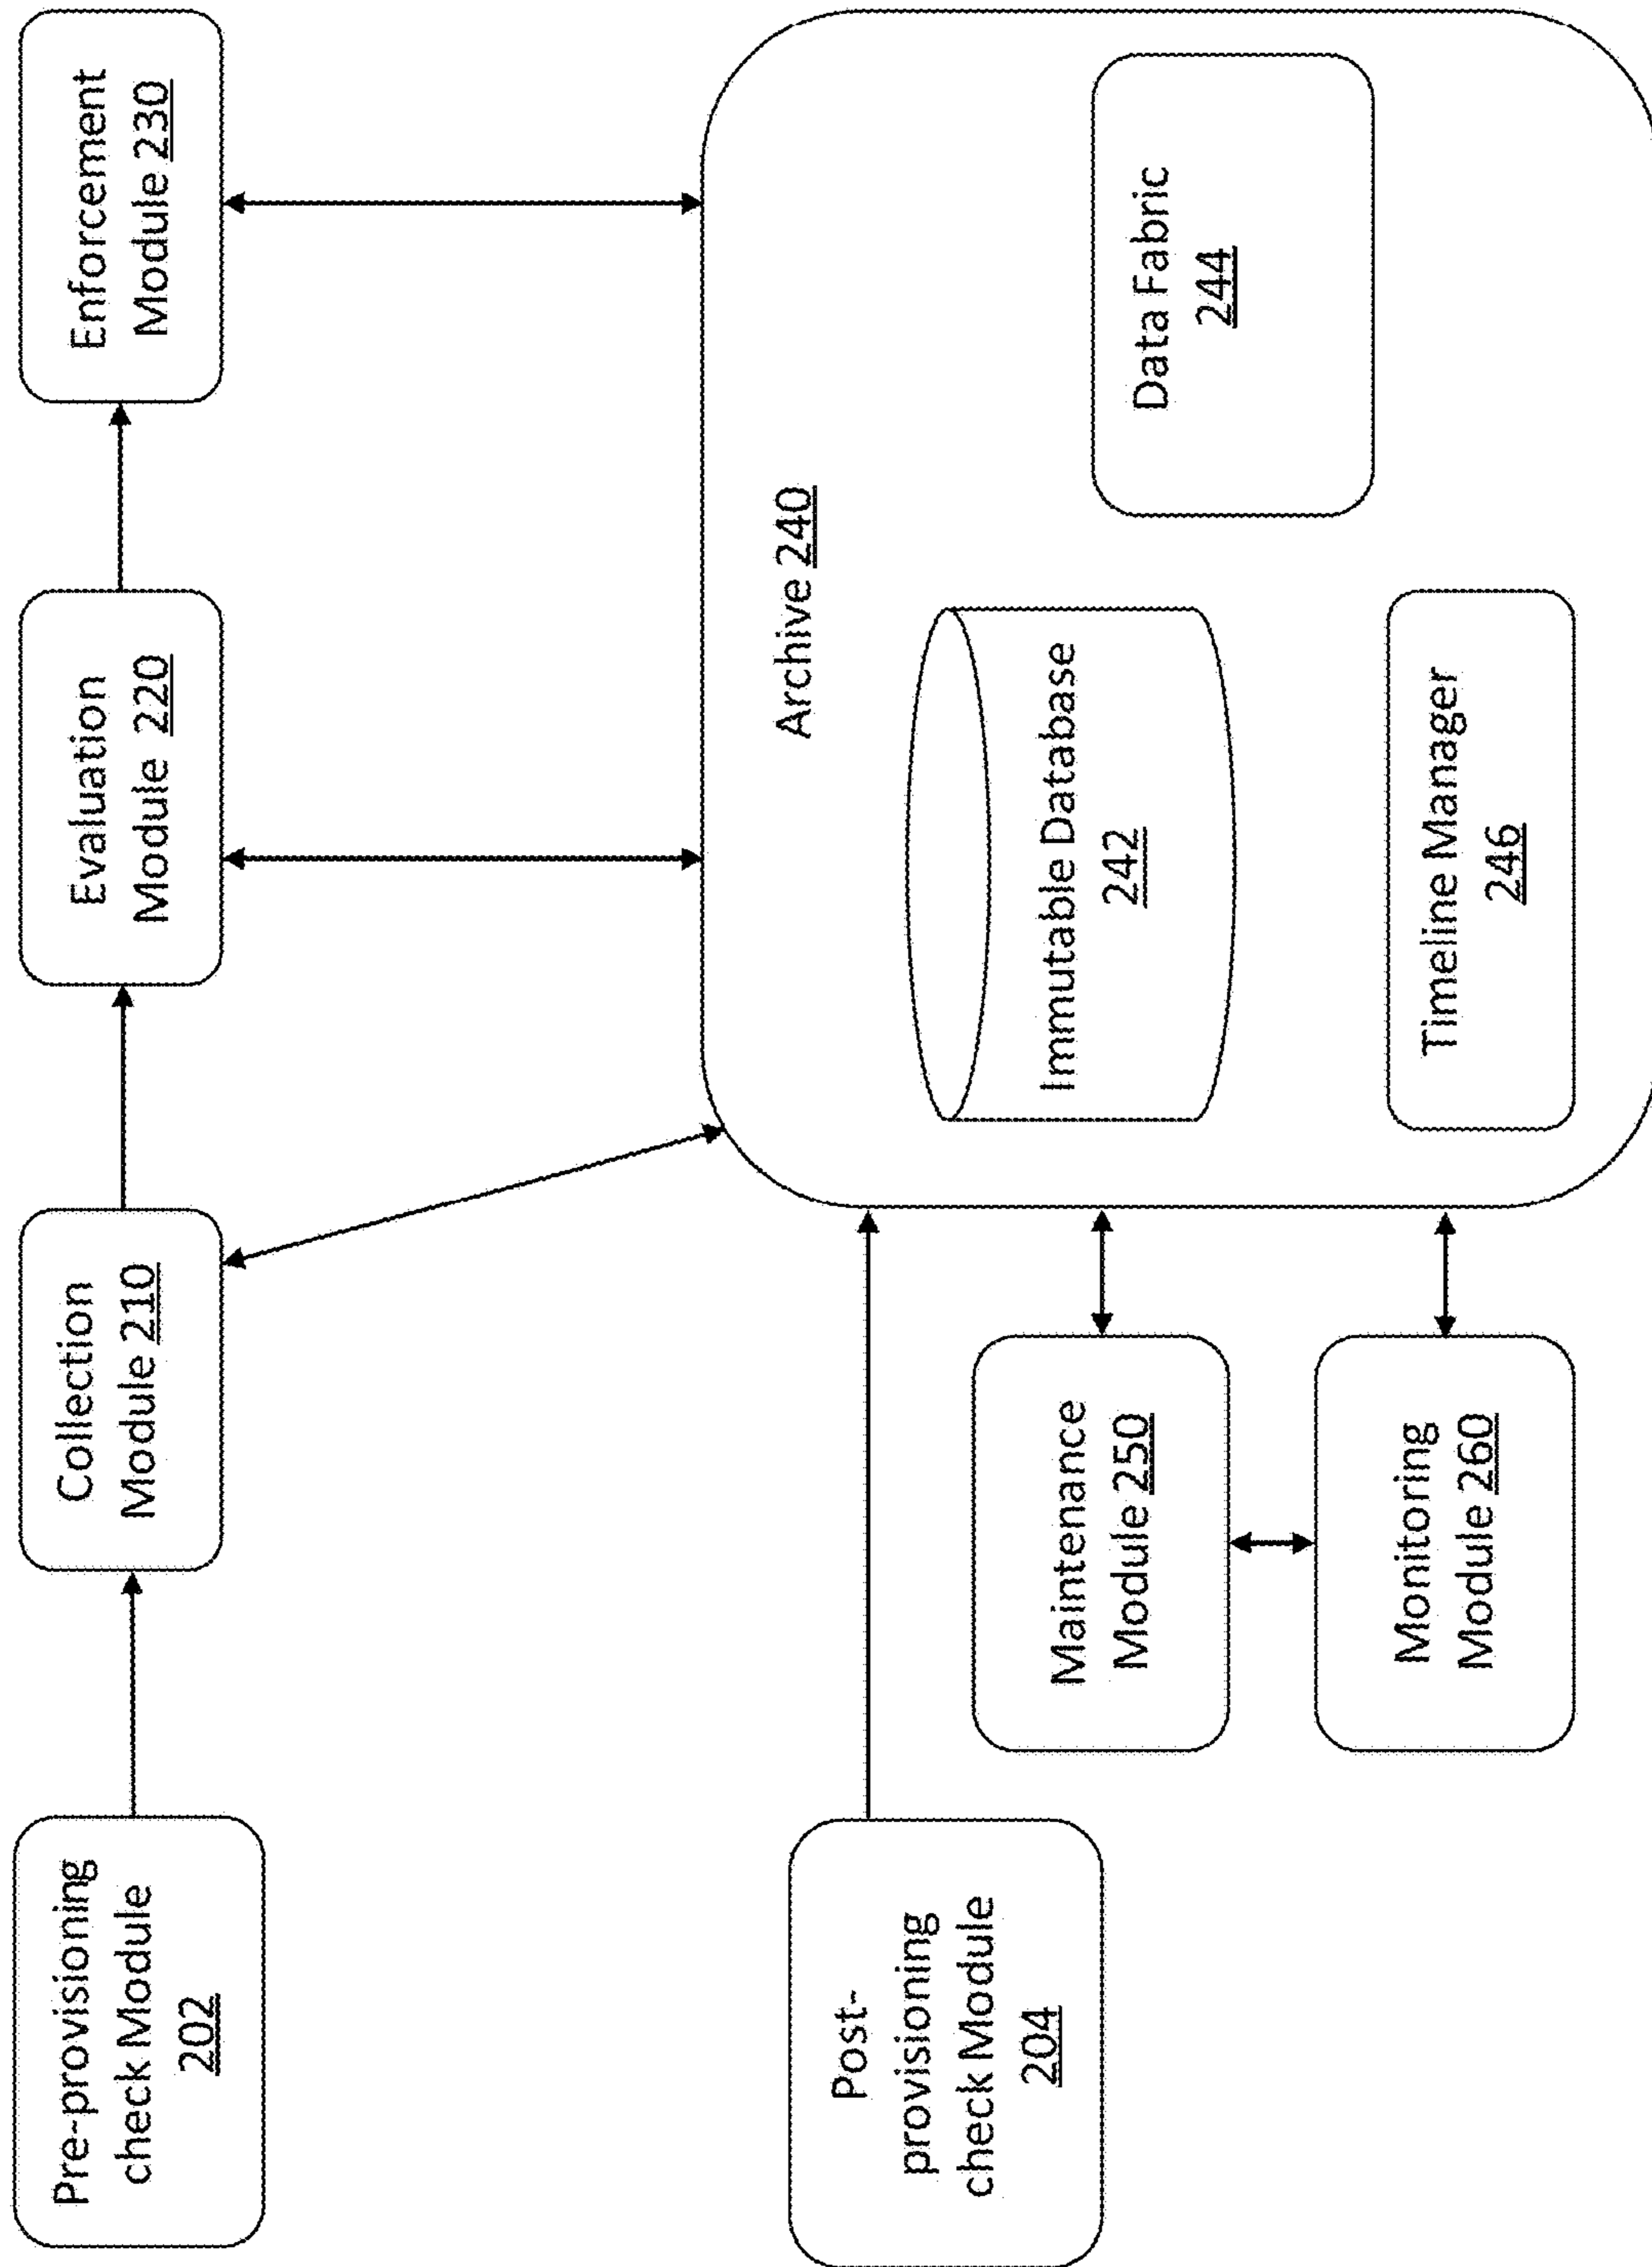 Pre-provisioning
check Module
202
Collection
Module 210
Evaluation
Module 220
Enforcement
Module 230
Post-
provisioning
check Module
204
Maintenance
Module 250
Monitoring
Module 260
Archive 240
Immutable Database
242
Data Fabric
244
Timeline Manager
246